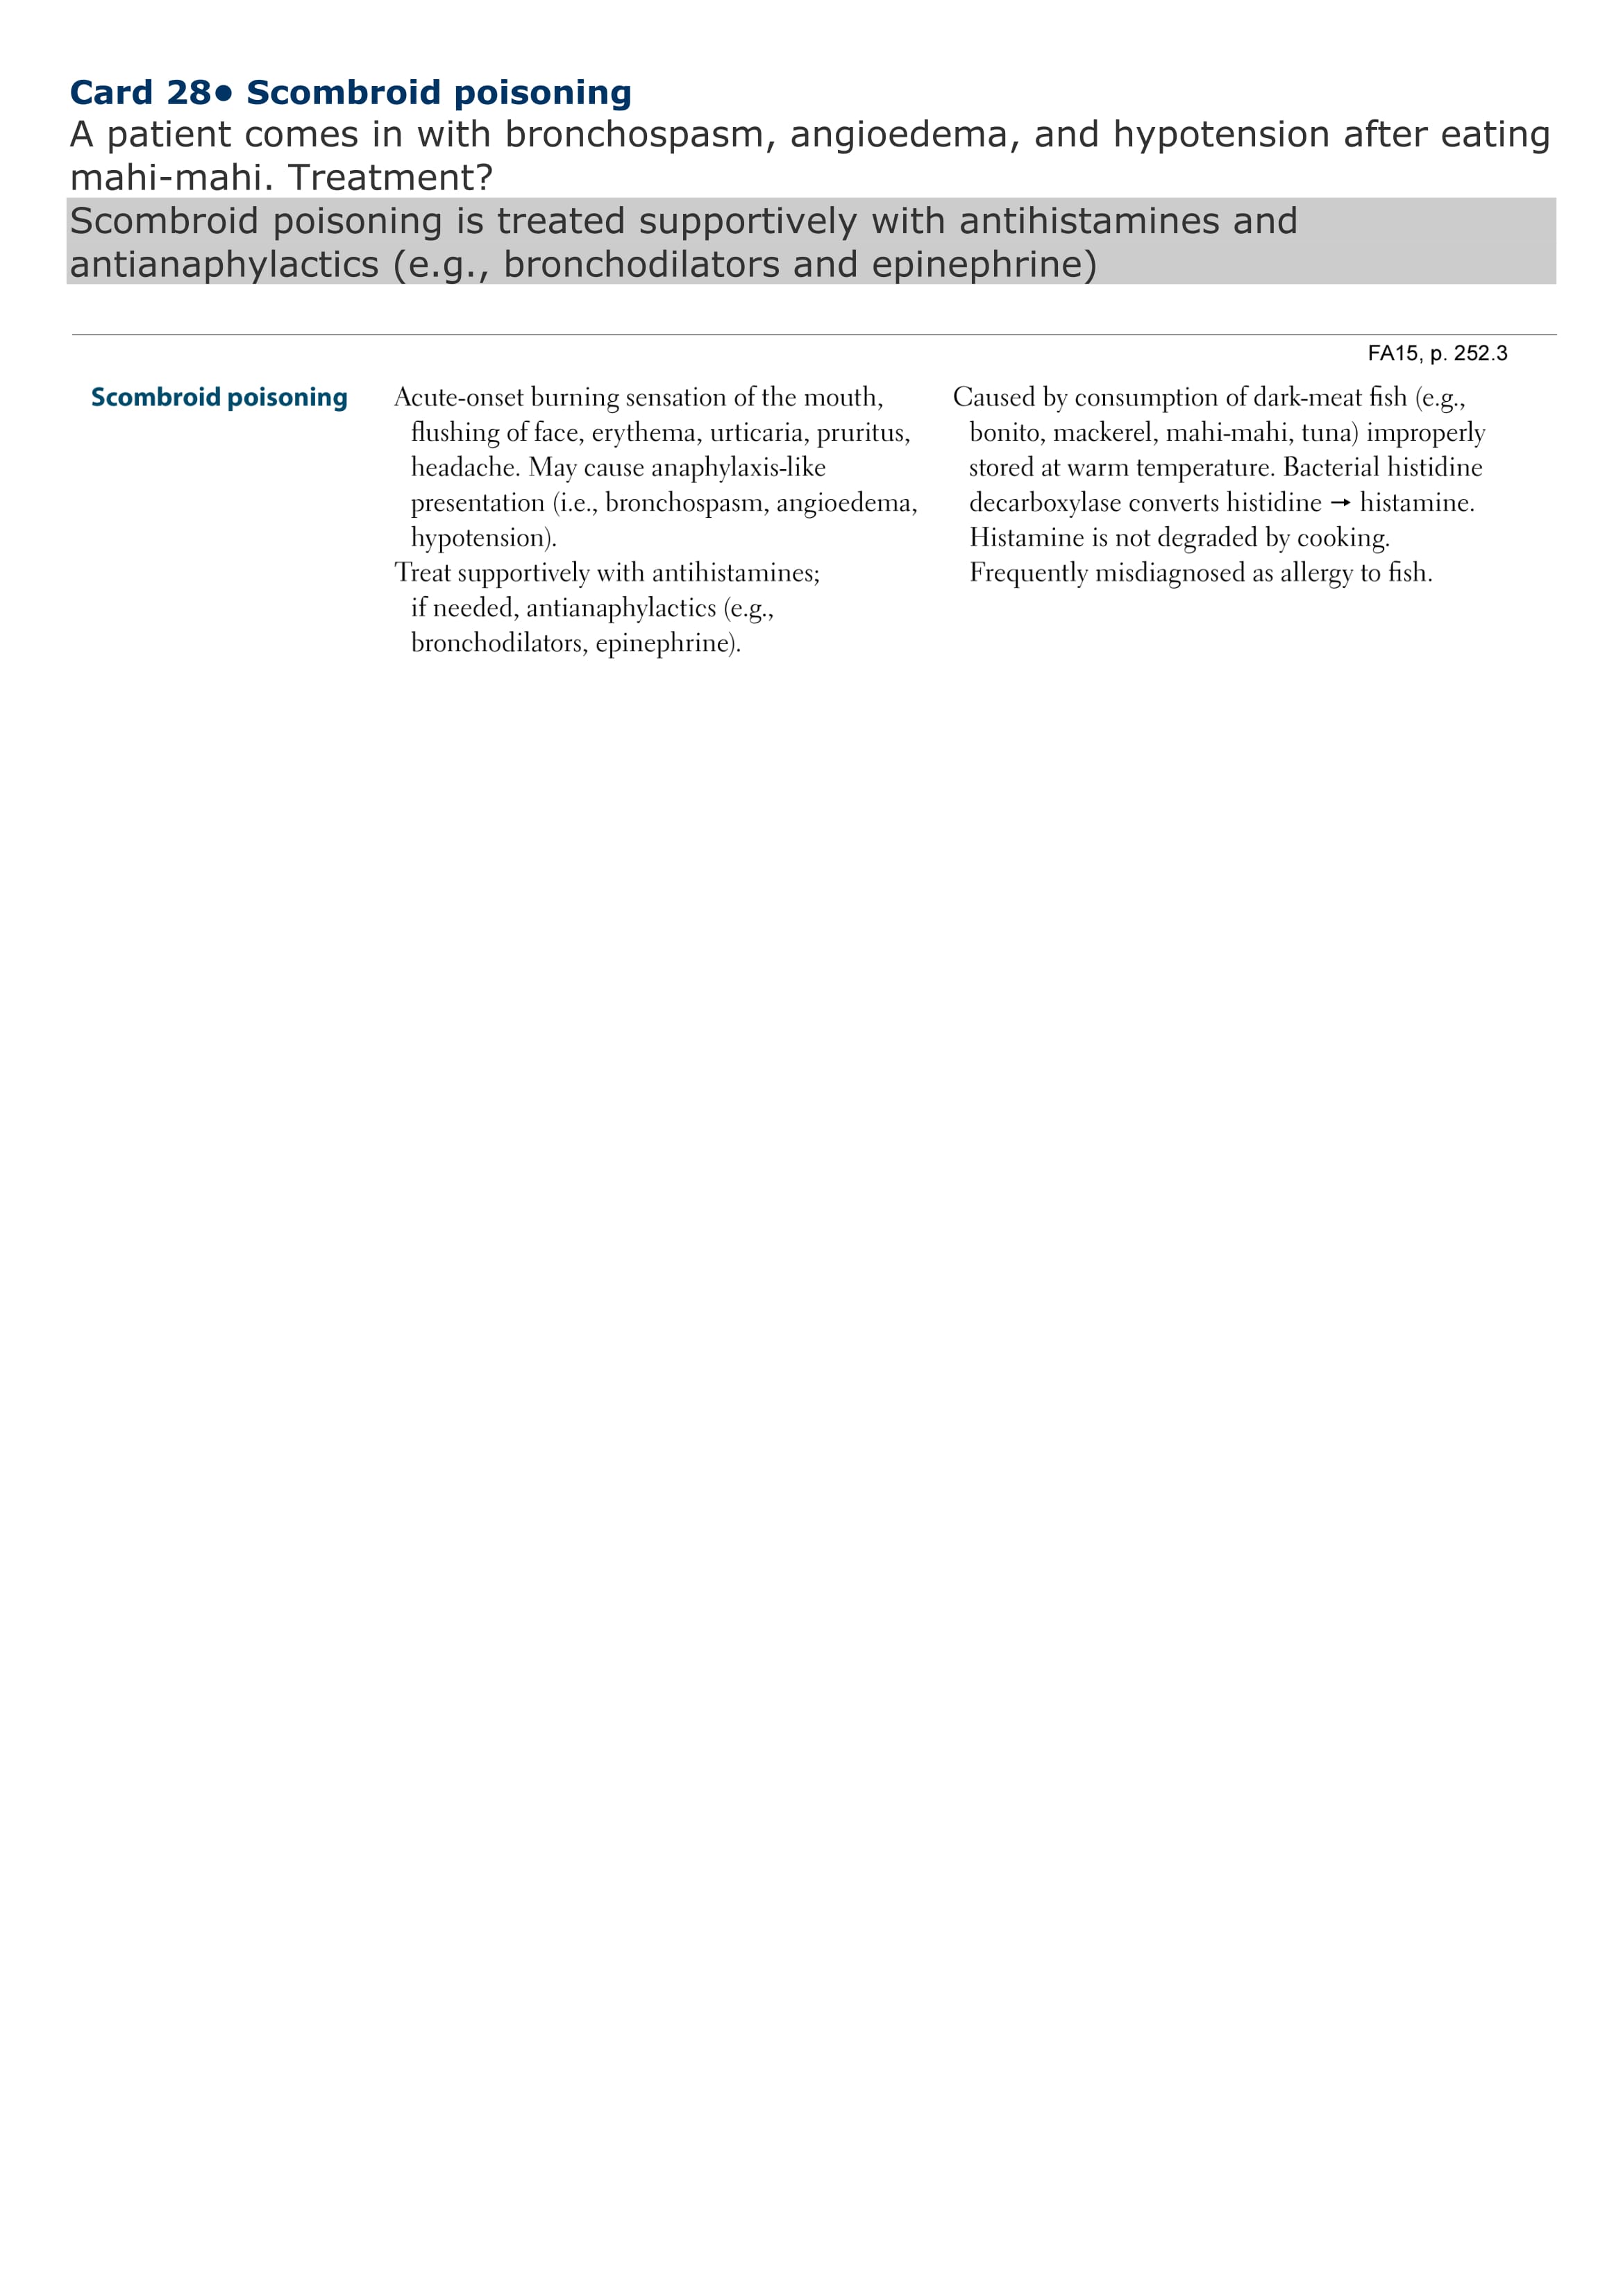 Card 28● Scombroid poisoning
A patient comes in with bronchospasm, angioedema, and hypotension after eating
mahi-mahi. Treatment?
Scombroid poisoning is treated supportively with antihistamines and
antianaphylactics (e.g., bronchodilators and epinephrine)
FA15, p. 252.3
Scombroid poisoning
Acute-onset burning sensation of the mouth,
flushing of face, erythema, urticaria, pruritus,
headache. May cause anaphylaxis-like
presentation (i.e., bronchospasm, angioedema,
hypotension).
Treat supportively with antihistamines;
if needed, antianaphylactics (e.g.,
bronchodilators, epinephrine).
Caused by consumption of dark-meat fish (e.g.,
bonito, mackerel, mahi-mahi, tuna) improperly
stored at warm temperature. Bacterial histidine
decarboxylase converts histidine → histamine.
Histamine is not degraded by cooking.
Frequently misdiagnosed as allergy to fish.